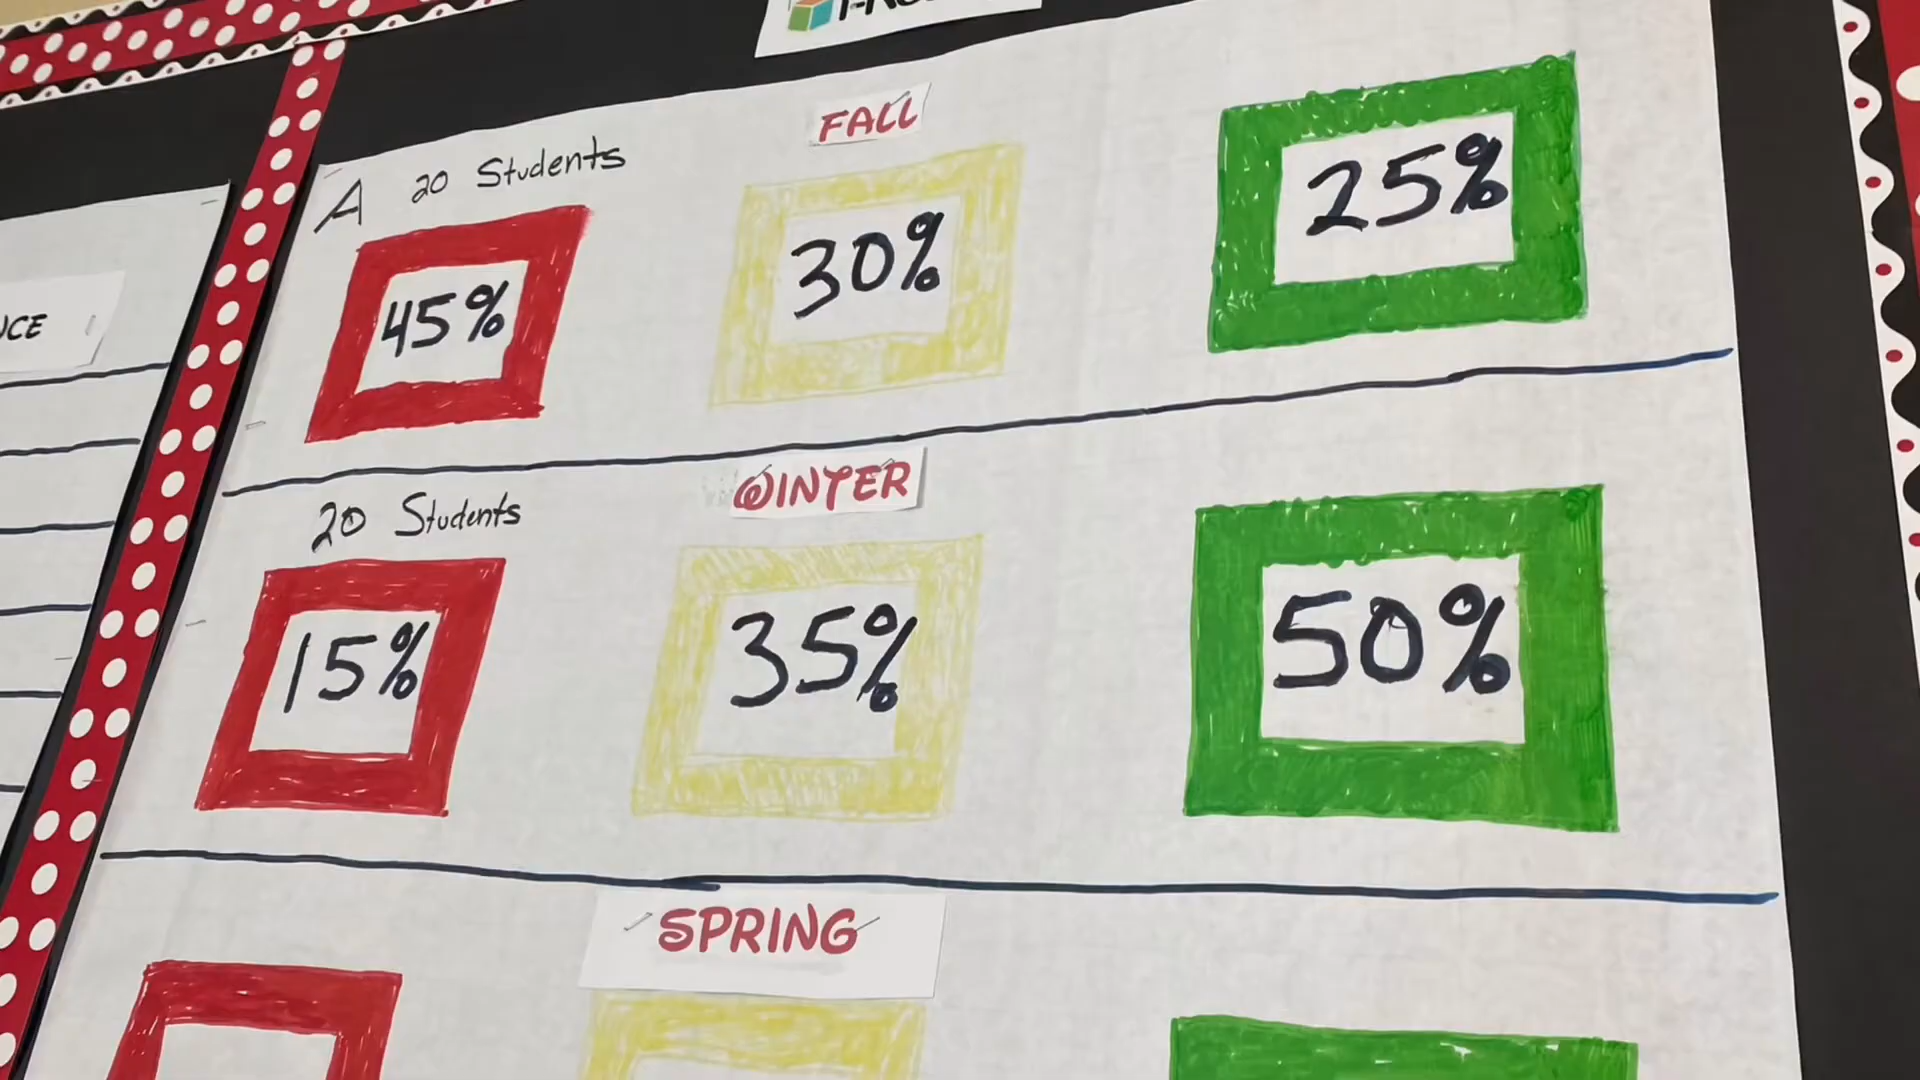 FALL
A 20 Students
45% 30% 25%
WINTER
20 Students
15% 35% 50%
SPRING